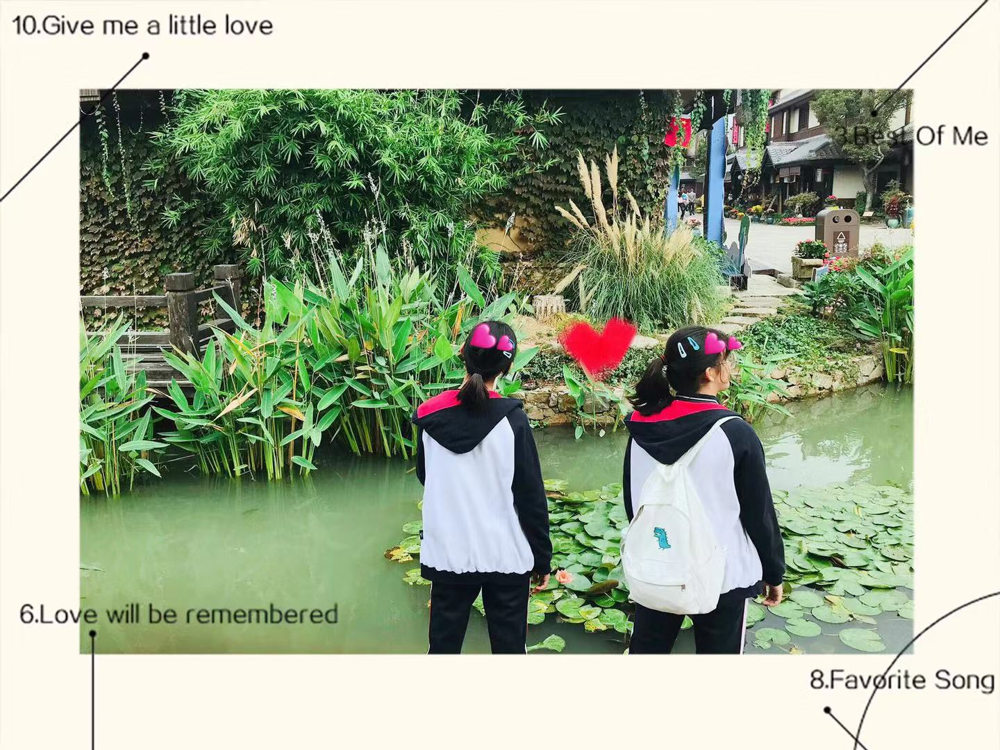 10.Give me a little love
3.Best Of Me
6.Love will be remembered
8.Favorite Song